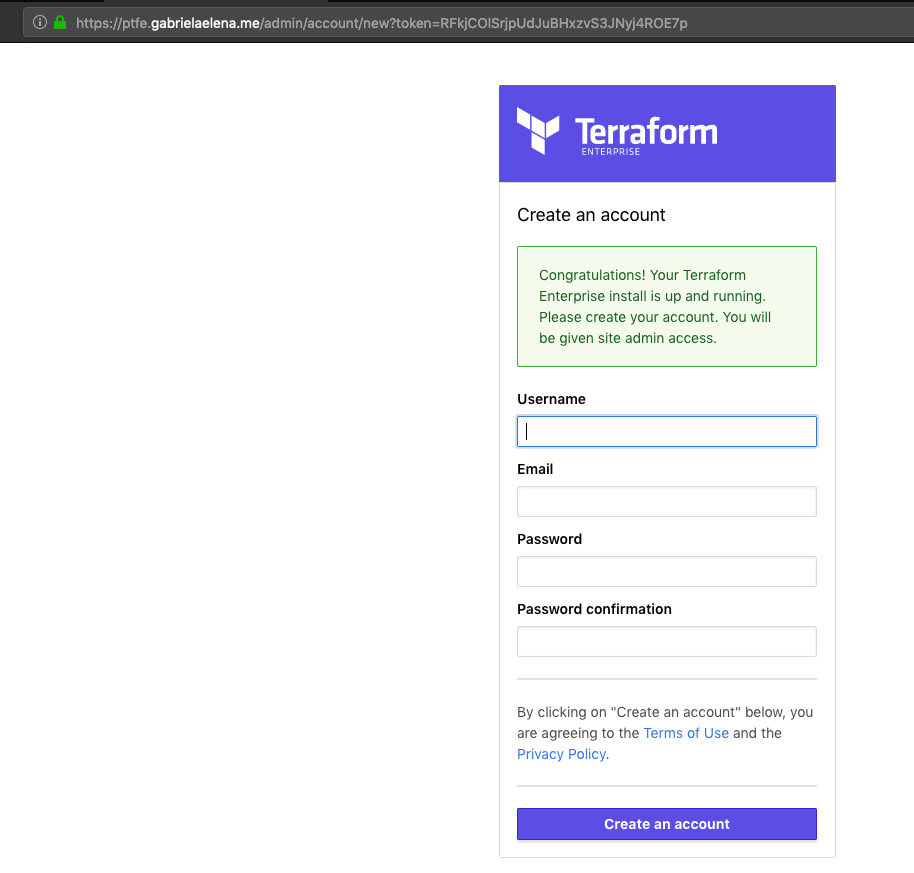 https://ptfe.gabrielaelena.me/admin/account/new?token=RFkjCOlSrjpUdJuBHxzvS3JNyj4ROE7p
Terraform
ENTERPRISE
Create an account
Congratulations! Your Terraform
Enterprise install is up and running.
Please create your account. You will
be given site admin access.
Username
Email
Password
Password confirmation
By clicking on "Create an account" below, you
are agreeing to the Terms of Use and the
Privacy Policy.
Create an account